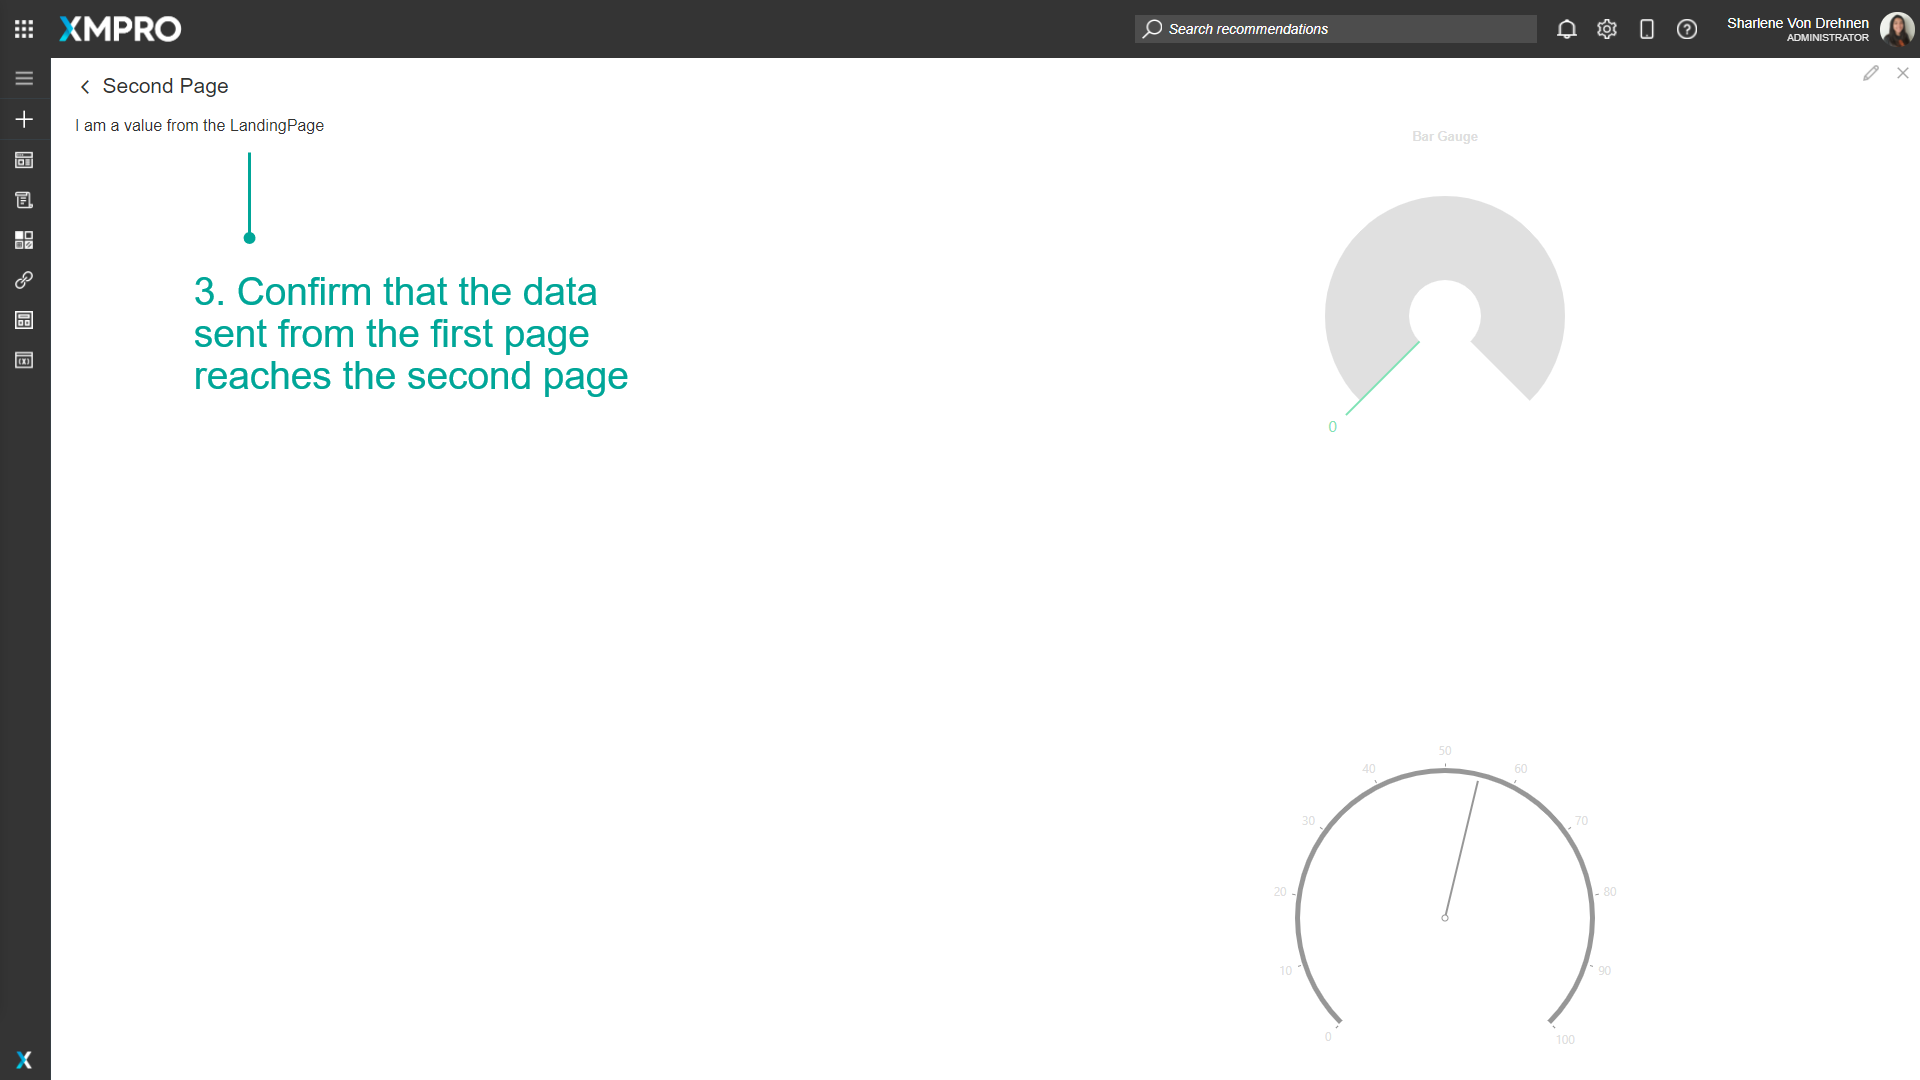 XMPRO
Search recommendations
Sharlene Von Drehnen
ADMINISTRATOR
Second Page
I am a value from the LandingPage
3. Confirm that the data
sent from the first page
reaches the second page
Bar Gauge
0
0
10
20
30
40
50
60
70
80
90
100